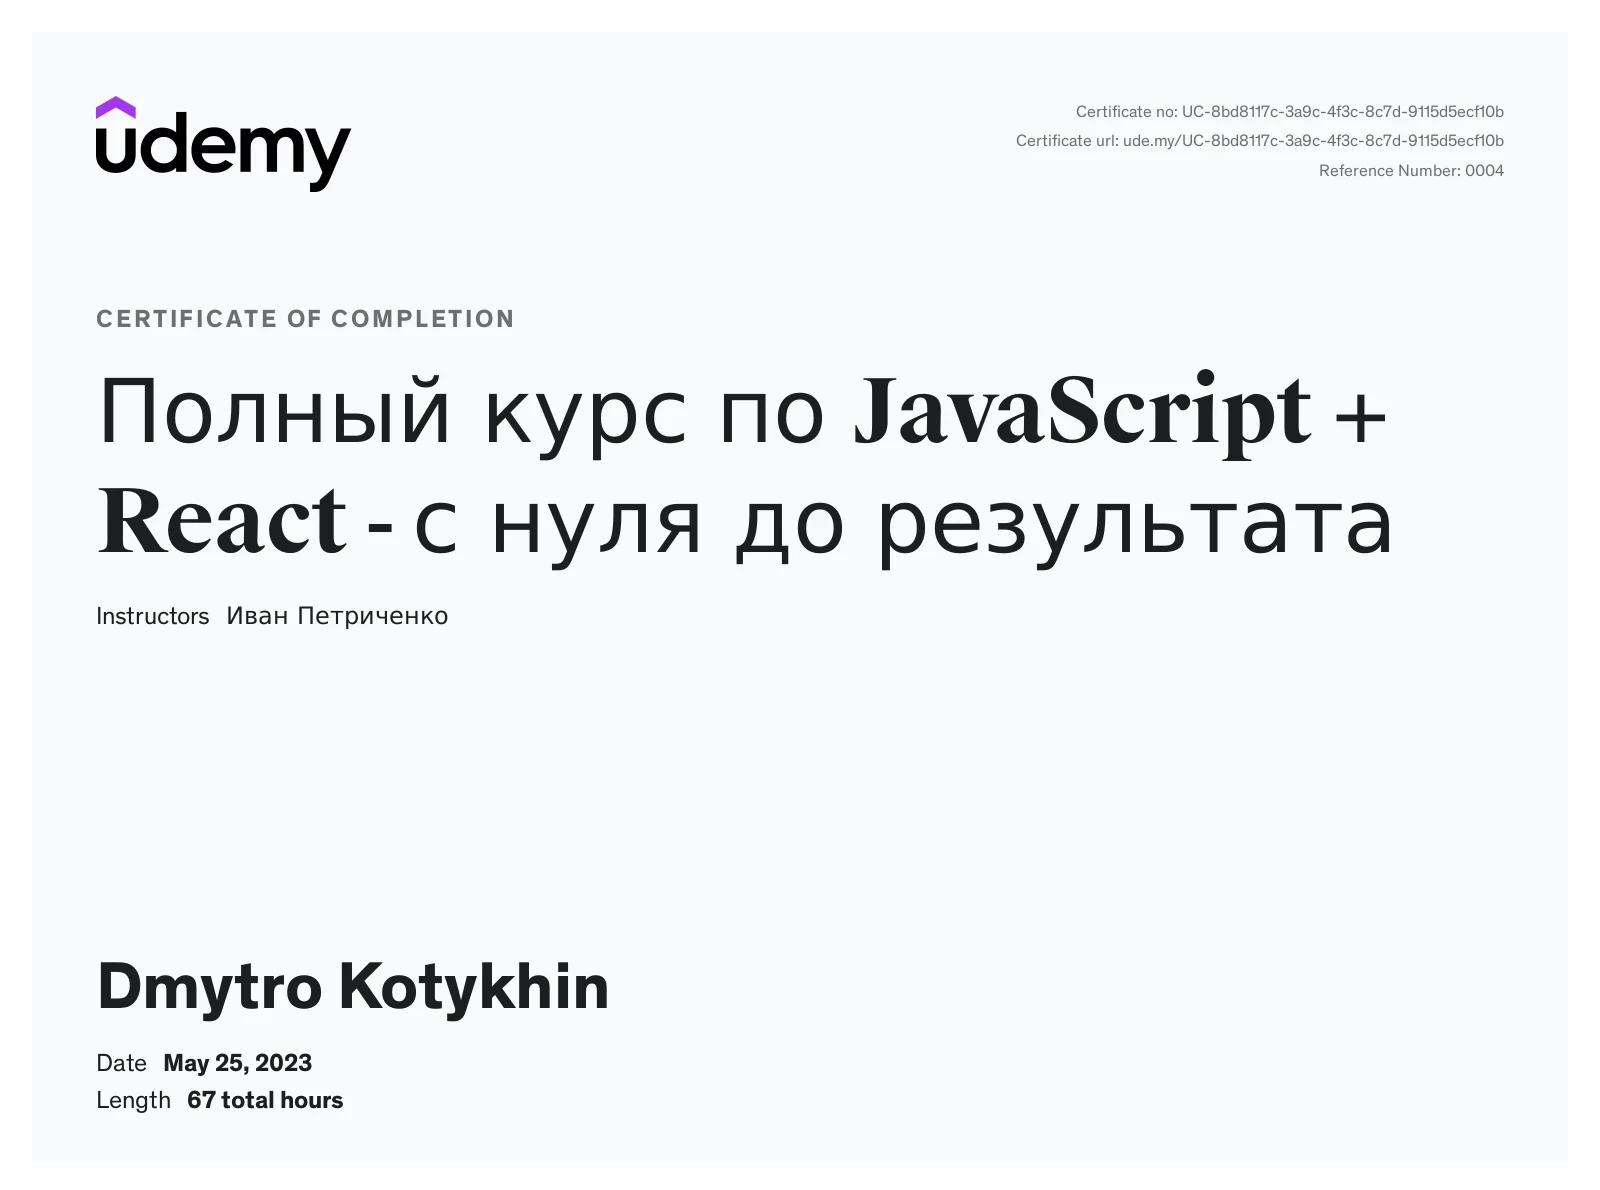 udemy
Certificate no: UC-8bd8117c-3a9c-4f3c-8c7d-9115d5ecf10b
Certificate url: ude.my/UC-8bd8117c-3a9c-4f3c-8c7d-9115d5ecf10b
Reference Number: 0004
CERTIFICATE OF COMPLETION
Полный курс по JavaScript +
React - с нуля до результата
Instructors Иван Петриченко
Dmytro Kotykhin
Date May 25, 2023
Length 67 total hours